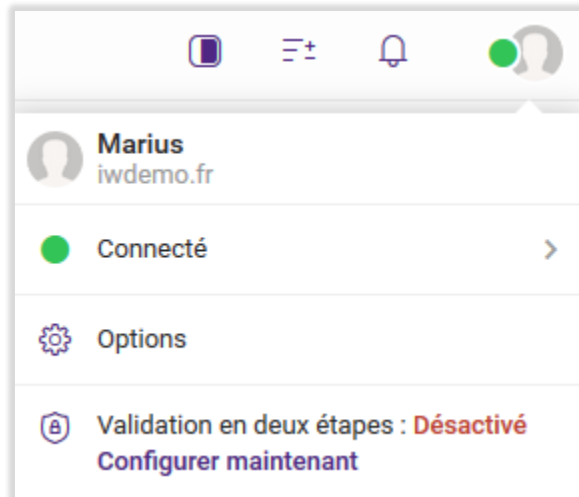 Marius
iwdemo.fr
Connecté
Options
Validation en deux étapes : Désactivé
Configurer maintenant